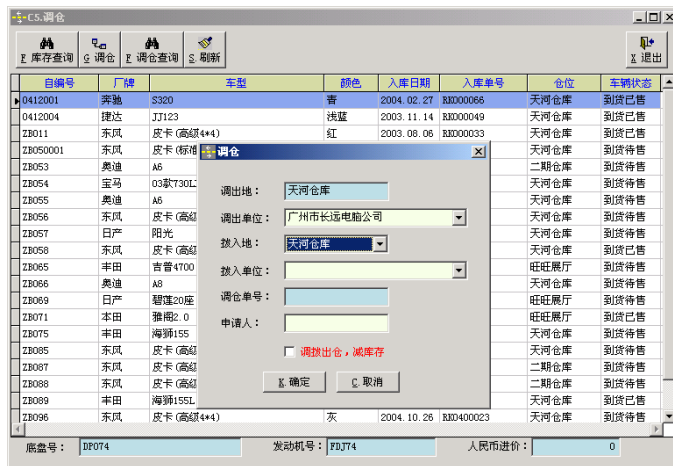 C5.调仓
F 库存查询 G 调仓 F 调仓查询 S 刷新 X 退出
自编号 厂牌 车型 颜色 入库日期 入库单号 仓位 车辆状态
0412001 奔驰 S320 青 2004.02.27 RK000066 天河仓库 到货已售
0412004 捷达 JJ123 浅蓝 2003.11.14 RK000049 天河仓库 到货已售
ZB011 东风 皮卡(高级4*4) 红 2003.08.06 RK000033 天河仓库 到货待售
ZB050001 东风 皮卡(标准 天河仓库 到货待售
ZB053 奥迪 A6 二期仓库 到货待售
ZB054 宝马 03款730L 天河仓库 到货待售
ZB055 奥迪 A6 天河仓库 到货待售
ZB056 东风 皮卡(高级 天河仓库 到货已售
ZB057 日产 阳光 天河仓库 到货待售
ZB058 东风 皮卡(高级 天河仓库 到货已售
ZB065 丰田 吉普4700 旺旺展厅 到货待售
ZB066 奥迪 A8 天河仓库 到货待售
ZB069 日产 碧莲20座 旺旺展厅 到货待售
ZB071 本田 雅阁2.0 旺旺展厅 到货已售
ZB075 丰田 海狮155 天河仓库 到货待售
ZB085 东风 皮卡(高级 天河仓库 到货待售
ZB087 东风 皮卡(高级 二期仓库 到货待售
ZB088 东风 皮卡(高级 二期仓库 到货待售
ZB089 丰田 海狮155L 天河仓库 到货待售
ZB096 东风 皮卡(高级4*4) 灰 2004.10.26 RK0400023 天河仓库 到货待售
调仓
调出地： 天河仓库
调出单位： 广州市长远电脑公司
拨入地： 天河仓库
拨入单位：
调仓单号：
申请人：
调拨出仓，减库存
K.确定 C.取消
底盘号： DP074 发动机号： FDJ74 人民币进价： 0